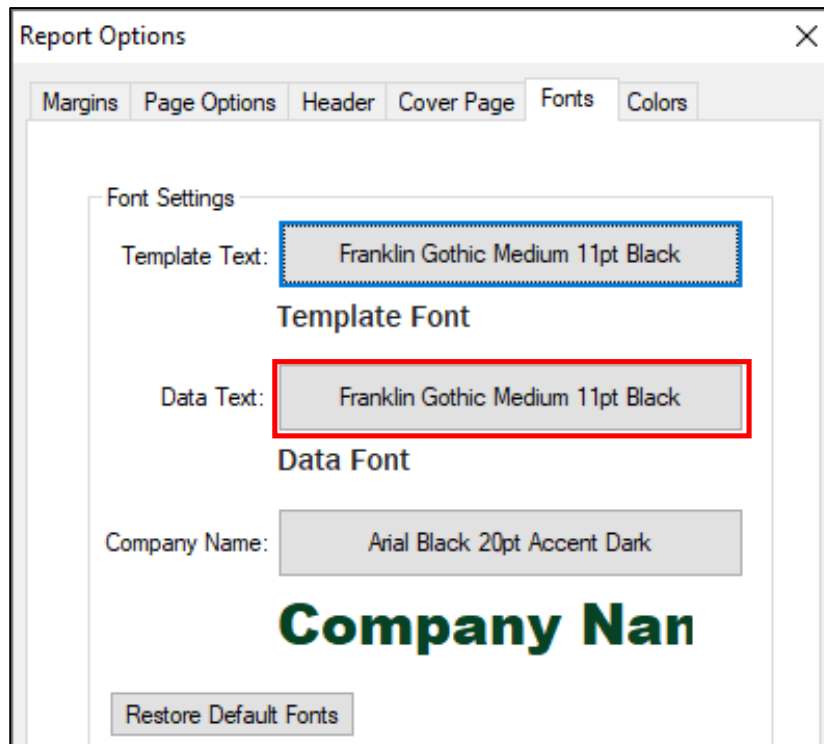 Report Options
Margins Page Options Header Cover Page Fonts Colors
Font Settings
Template Text: Franklin Gothic Medium 11pt Black
Template Font
Data Text: Franklin Gothic Medium 11pt Black
Data Font
Company Name: Arial Black 20pt Accent Dark
Company Nan
Restore Default Fonts